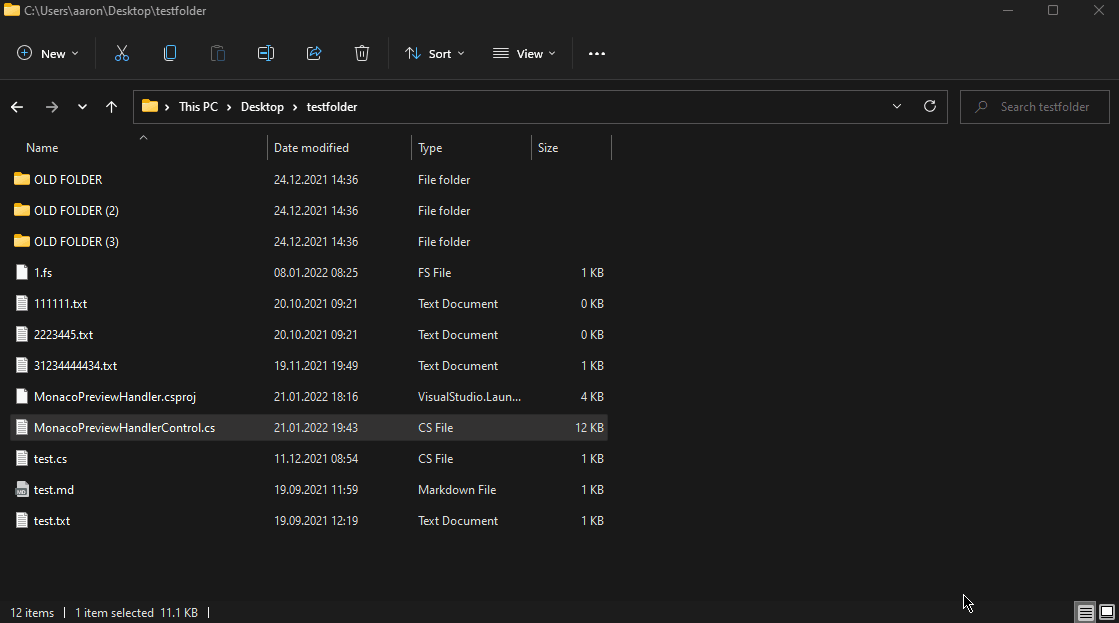 C:\Users\aaron\Desktop\testfolder
New Sort View
This PC Desktop testfolder Search testfolder
Name Date modified Type Size
OLD FOLDER 24.12.2021 14:36 File folder
OLD FOLDER (2) 24.12.2021 14:36 File folder
OLD FOLDER (3) 24.12.2021 14:36 File folder
1.fs 08.01.2022 08:25 FS File 1 KB
111111.txt 20.10.2021 09:21 Text Document 0 KB
2223445.txt 20.10.2021 09:21 Text Document 0 KB
31234444434.txt 19.11.2021 19:49 Text Document 1 KB
MonacoPreviewHandler.csproj 21.01.2022 18:16 VisualStudio.Laun... 4 KB
MonacoPreviewHandlerControl.cs 21.01.2022 19:43 CS File 12 KB
test.cs 11.12.2021 08:54 CS File 1 KB
test.md 19.09.2021 11:59 Markdown File 1 KB
test.txt 19.09.2021 12:19 Text Document 1 KB
12 items 1 item selected 11.1 KB